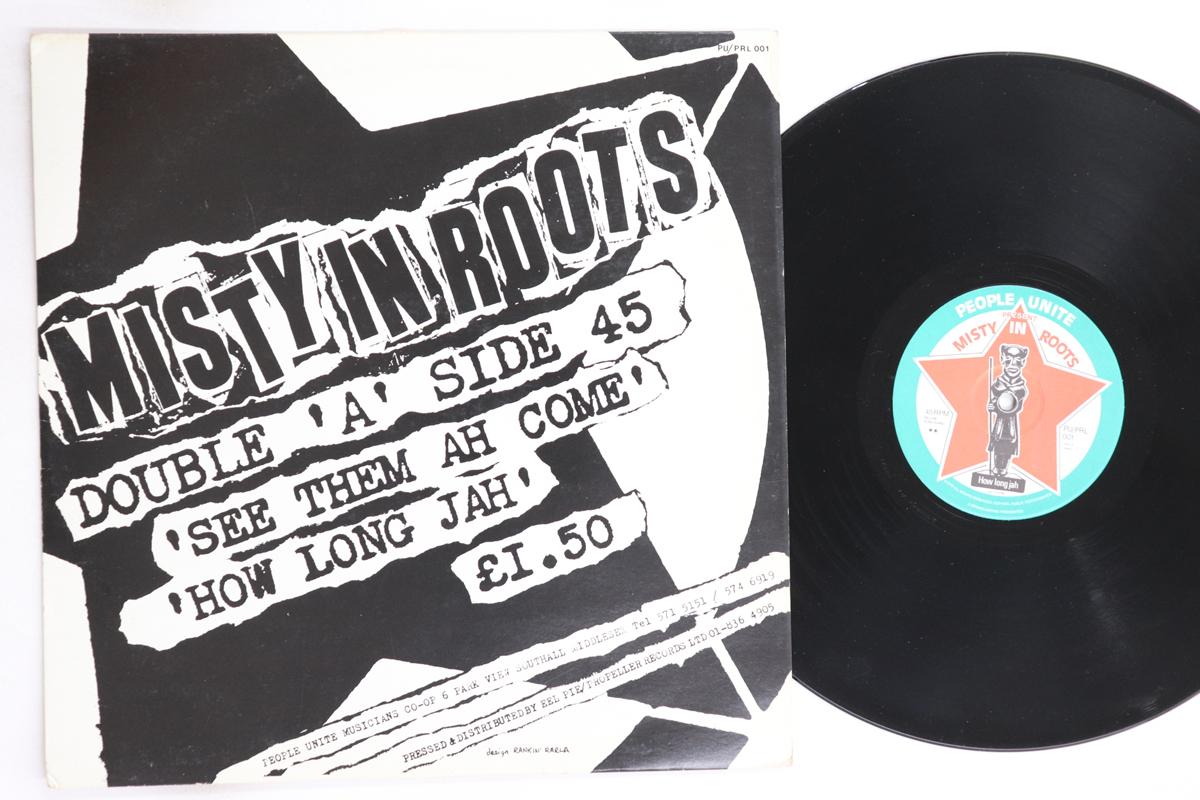 PU/PRL 001
MISTY IN ROOTS
DOUBLE 'A' SIDE 45
'SEE THEM AH COME'
'HOW LONG JAH'
£1.50
PEOPLE UNITE MUSICIANS CO-OP 6 PARK VIEW SOUTHALL MIDDLESEX Tel 571 5151 / 574 6919
PRESSED & DISTRIBUTED BY EEL PIE/PROPELLER RECORDS LTD 01-836 4905
design RANKIN' RARLA
PEOPLE UNITE
PRESENT
MISTY IN ROOTS
45 RPM
PU/PRL
001
How long jah